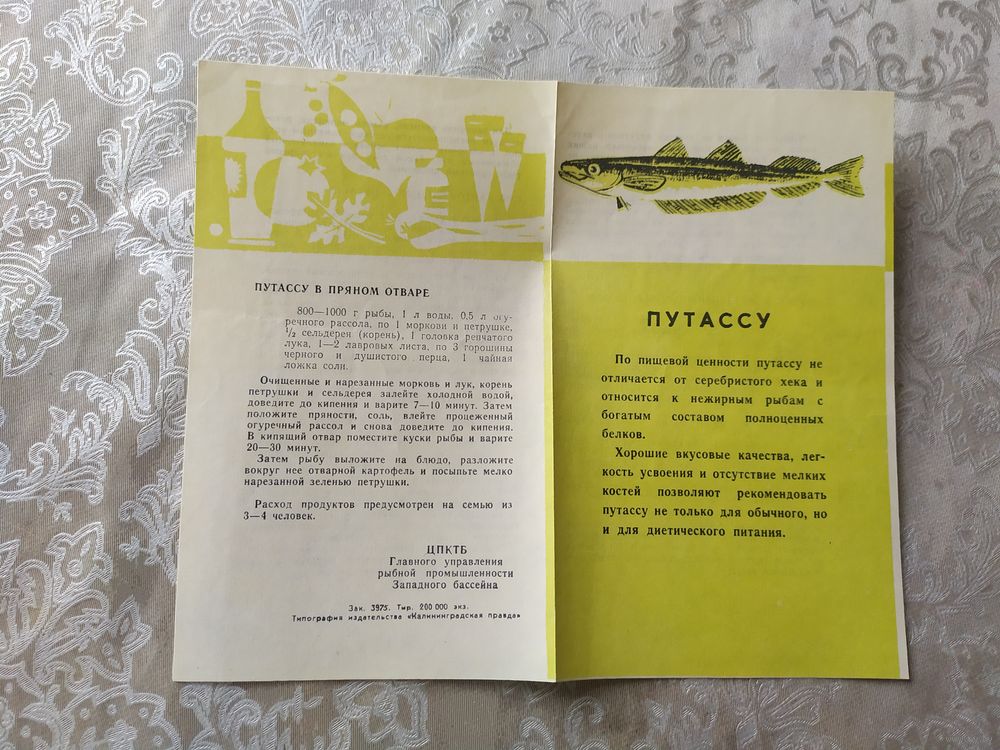 ПУТАССУ В ПРЯНОМ ОТВАРЕ
800—1000 г рыбы, 1 л воды, 0,5 л огу-
речного рассола, по 1 моркови и петрушке,
½ сельдерея (корень), 1 головка репчатого
лука, 1—2 лавровых листа, по 3 горошины
черного и душистого перца, 1 чайная
ложка соли.
Очищенные и нарезанные морковь и лук, корень
петрушки и сельдерея залейте холодной водой,
доведите до кипения и варите 7—10 минут. Затем
положите пряности, соль, влейте процеженный
огуречный рассол и снова доведите до кипения.
В кипящий отвар поместите куски рыбы и варите
20—30 минут.
Затем рыбу выложите на блюдо, разложите
вокруг нее отварной картофель и посыпьте мелко
нарезанной зеленью петрушки.
Расход продуктов предусмотрен на семью из
3—4 человек.
ЦПКТБ
Главного управления
рыбной промышленности
Западного бассейна
Зак. 3975. Тир. 200 000 экз.
Типография издательства «Калининградская правда»
ПУТАССУ
По пищевой ценности путассу не
отличается от серебристого хека и
относится к нежирным рыбам с
богатым составом полноценных
белков.
Хорошие вкусовые качества, лег-
кость усвоения и отсутствие мелких
костей позволяют рекомендовать
путассу не только для обычного, но
и для диетического питания.